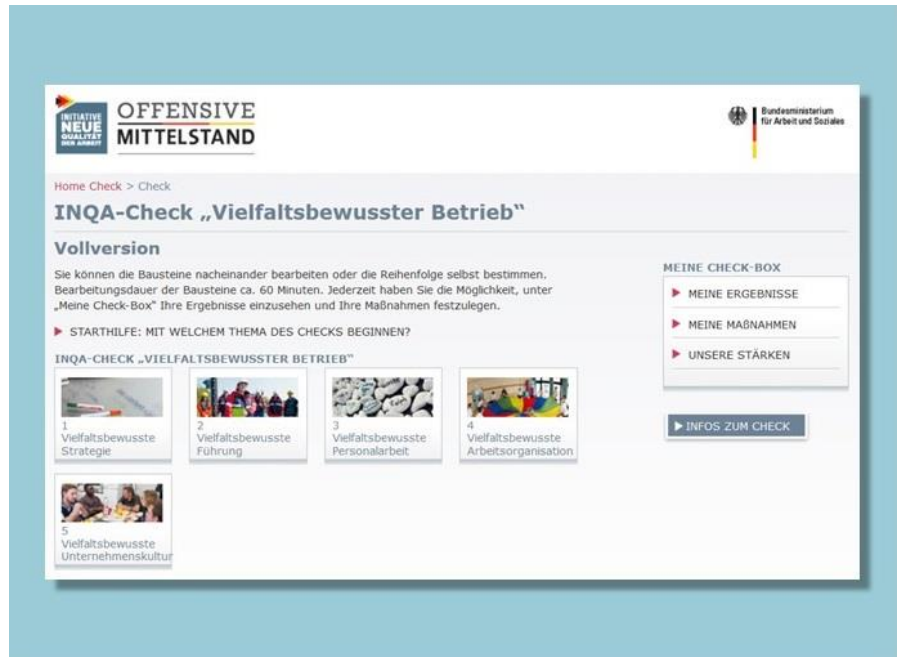 INITIATIVE
NEUE
QUALITÄT
DER ARBEIT
OFFENSIVE
MITTELSTAND
Bundesministerium
für Arbeit und Soziales
Home Check > Check
INQA-Check „Vielfaltsbewusster Betrieb“
Vollversion
Sie können die Bausteine nacheinander bearbeiten oder die Reihenfolge selbst bestimmen.
Bearbeitungsdauer der Bausteine ca. 60 Minuten. Jederzeit haben Sie die Möglichkeit, unter
„Meine Check-Box“ Ihre Ergebnisse einzusehen und Ihre Maßnahmen festzulegen.
STARTHILFE: MIT WELCHEM THEMA DES CHECKS BEGINNEN?
INQA-CHECK „VIELFALTSBEWUSSTER BETRIEB“
1
Vielfaltsbewusste
Strategie
2
Vielfaltsbewusste
Führung
3
Vielfaltsbewusste
Personalarbeit
4
Vielfaltsbewusste
Arbeitsorganisation
5
Vielfaltsbewusste
Unternehmenskultur
MEINE CHECK-BOX
MEINE ERGEBNISSE
MEINE MAßNAHMEN
UNSERE STÄRKEN
INFOS ZUM CHECK